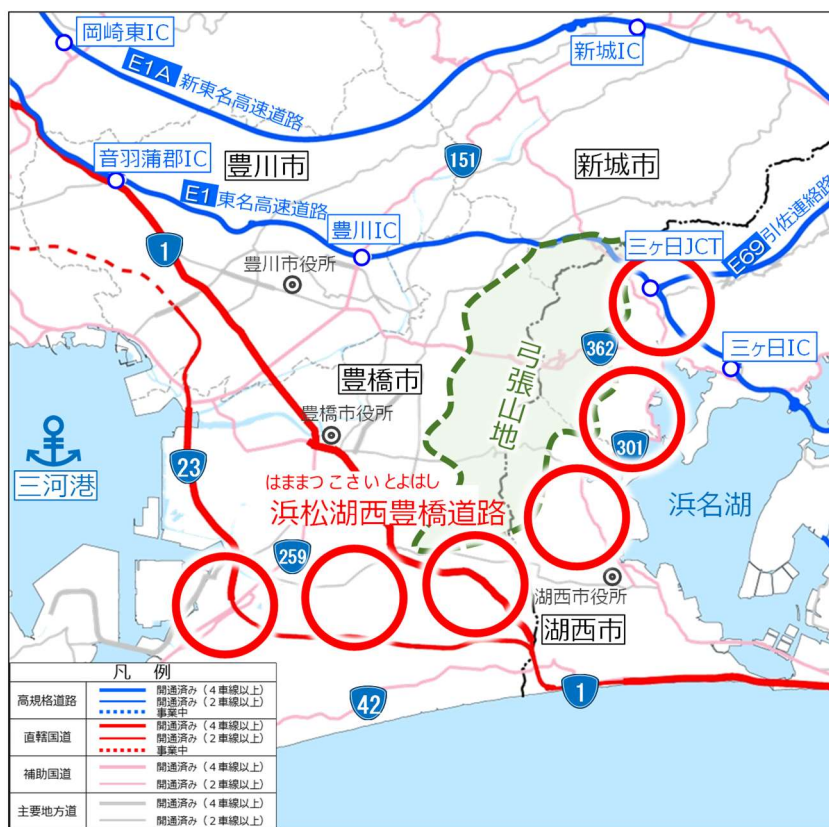 岡崎東IC
新城IC
E1A 新東名高速道路
音羽蒲郡IC
豊川市
151
新城市
E1 東名高速道路
豊川IC
三ヶ日JCT
E69 引佐連絡路
1
豊川市役所
362
三ヶ日IC
弓張山地
豊橋市
豊橋市役所
301
三河港
23
はままつ こさい とよはし
浜松湖西豊橋道路
浜名湖
259
湖西市役所
湖西市
42
1
凡 例
高規格道路
開通済み(4車線以上)
開通済み(2車線以上)
事業中
直轄国道
開通済み(4車線以上)
開通済み(2車線以上)
事業中
補助国道
開通済み(4車線以上)
開通済み(2車線以上)
主要地方道
開通済み(4車線以上)
開通済み(2車線以上)